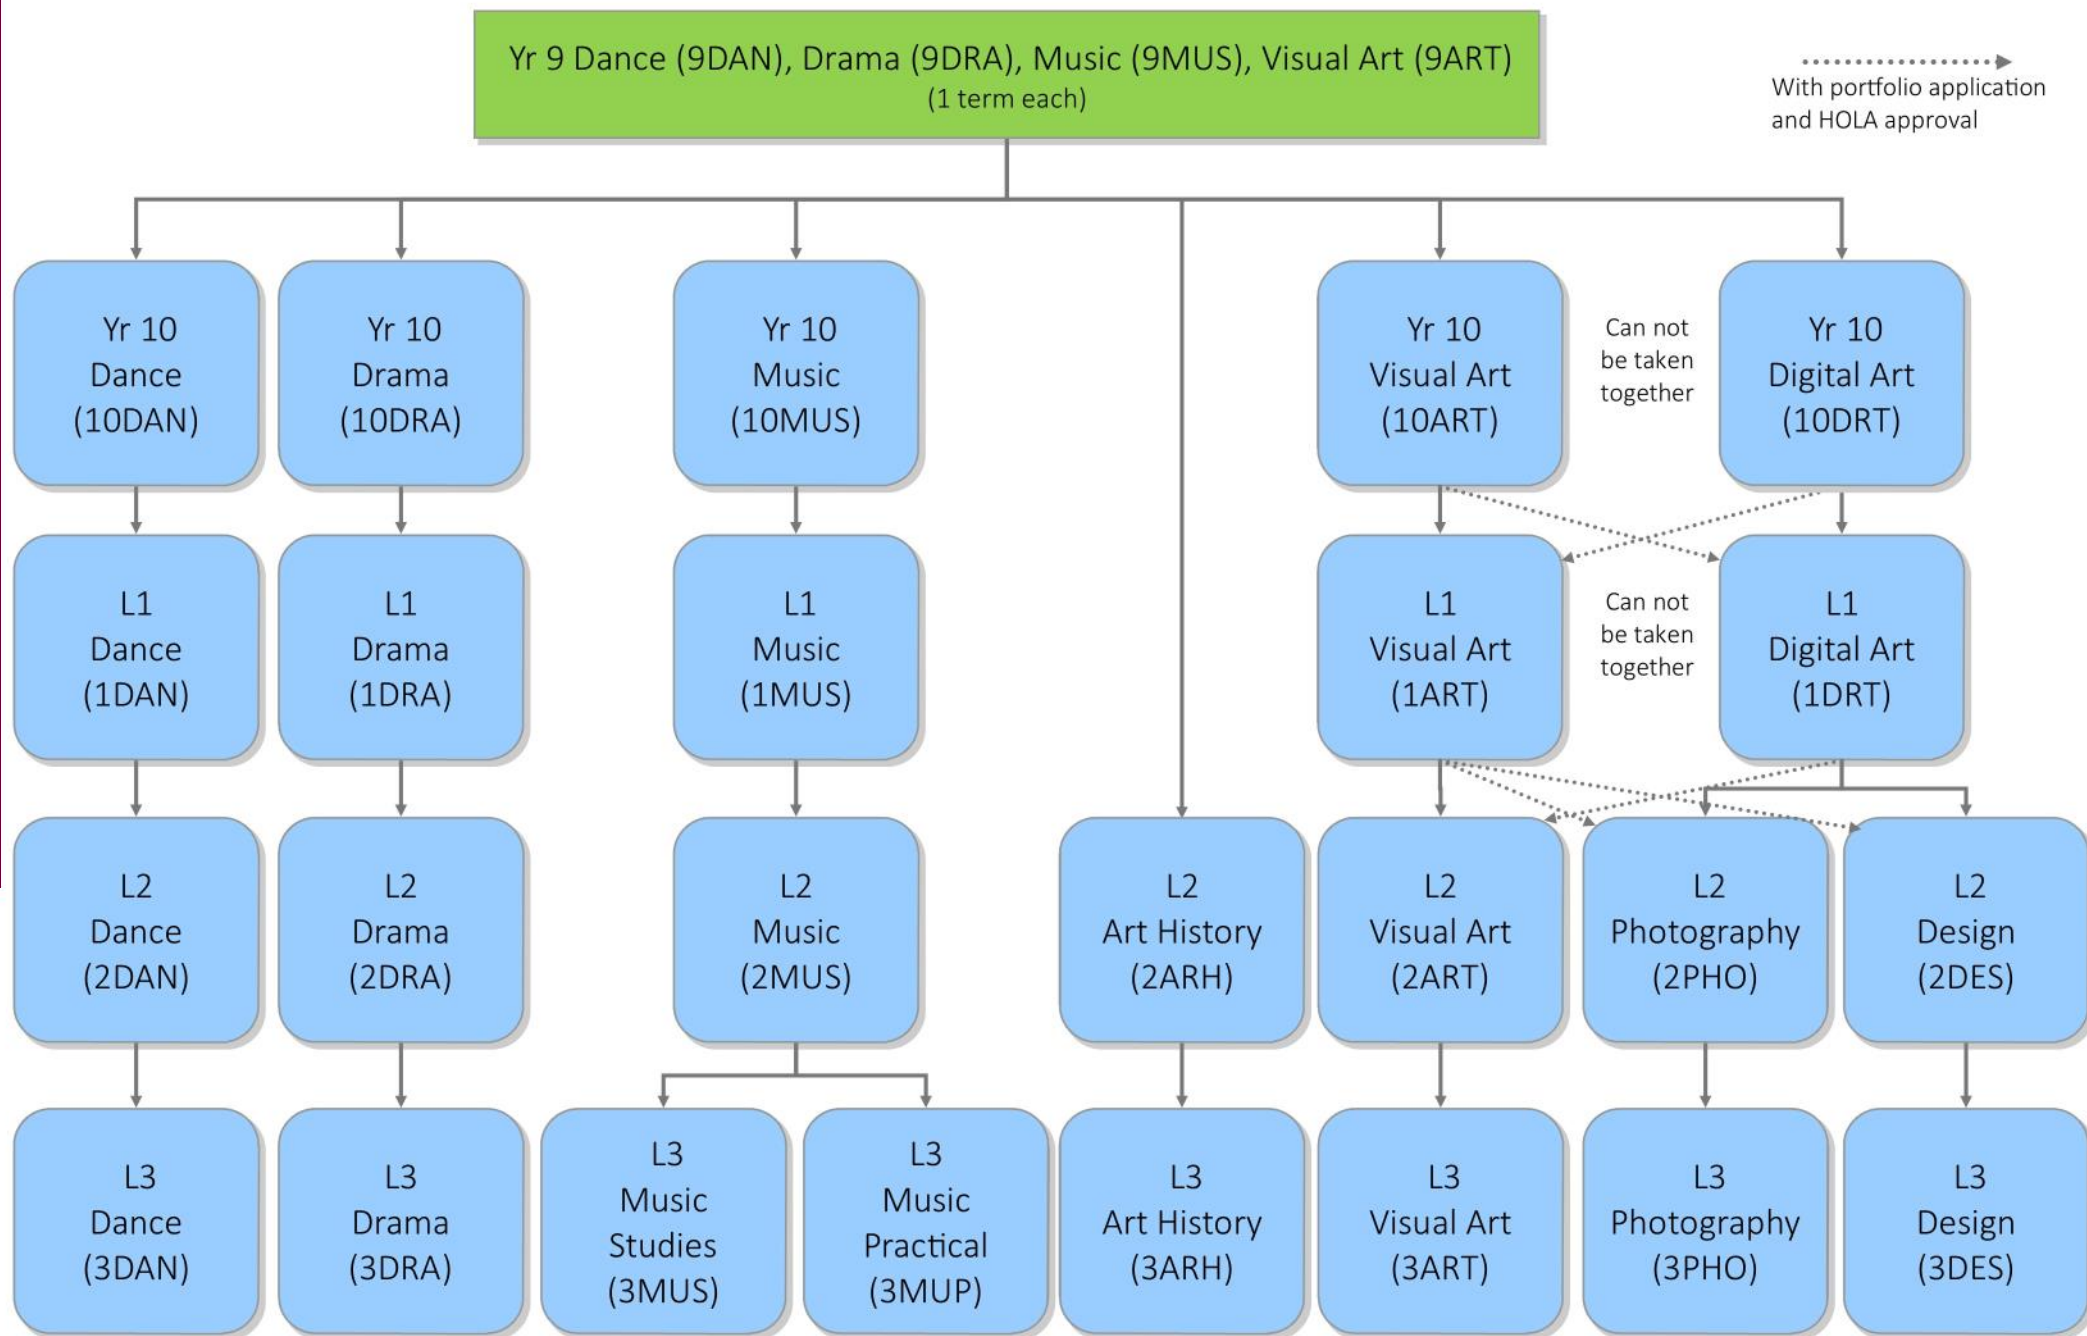 Yr 9 Dance (9DAN), Drama (9DRA), Music (9MUS), Visual Art (9ART)
(1 term each)
With portfolio application
and HOLA approval
Yr 10
Dance
(10DAN)
Yr 10
Drama
(10DRA)
Yr 10
Music
(10MUS)
Yr 10
Visual Art
(10ART)
Can not
be taken
together
Yr 10
Digital Art
(10DRT)
L1
Dance
(1DAN)
L1
Drama
(1DRA)
L1
Music
(1MUS)
L1
Visual Art
(1ART)
Can not
be taken
together
L1
Digital Art
(1DRT)
L2
Dance
(2DAN)
L2
Drama
(2DRA)
L2
Music
(2MUS)
L2
Art History
(2ARH)
L2
Visual Art
(2ART)
L2
Photography
(2PHO)
L2
Design
(2DES)
L3
Dance
(3DAN)
L3
Drama
(3DRA)
L3
Music
Studies
(3MUS)
L3
Music
Practical
(3MUP)
L3
Art History
(3ARH)
L3
Visual Art
(3ART)
L3
Photography
(3PHO)
L3
Design
(3DES)